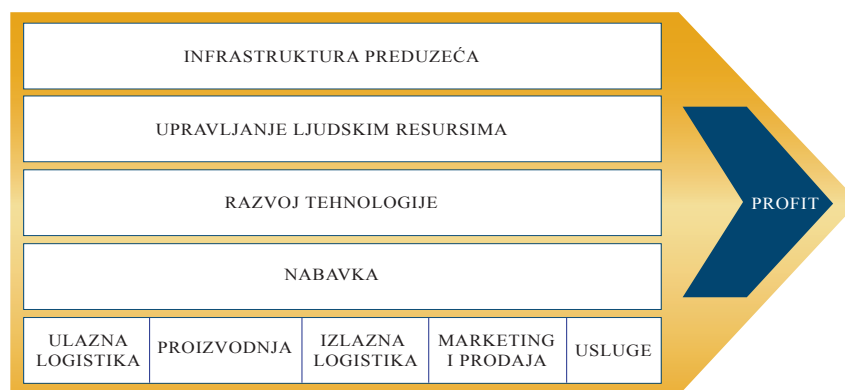 INFRASTRUKTURA PREDUZEĆA
UPRAVLJANJE LJUDSKIM RESURSIMA
RAZVOJ TEHNOLOGIJE
PROFIT
NABAVKA
ULAZNA
LOGISTIKA
PROIZVODNJA
IZLAZNA
LOGISTIKA
MARKETING
I PRODAJA
USLUGE